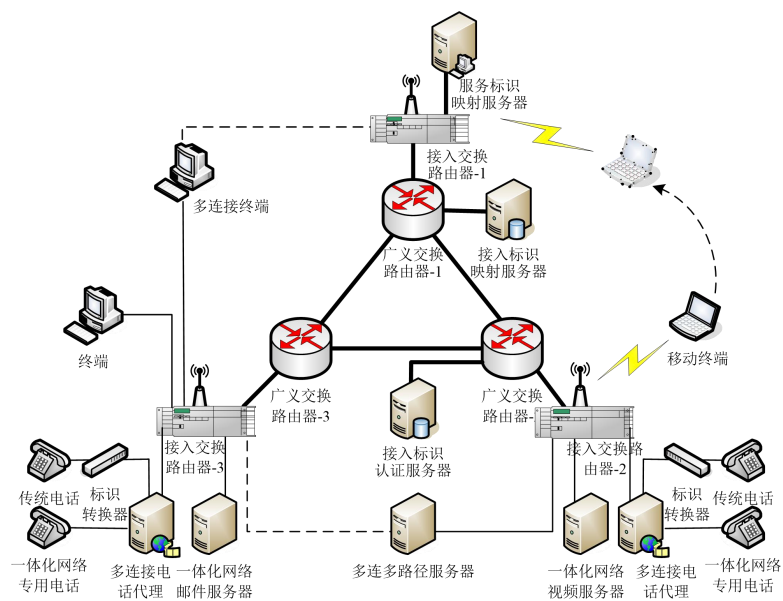 服务标识
映射服务器
接入交换
路由器-1
多连接终端
广义交换
路由器-1
接入标识
映射服务器
终端
移动终端
广义交换
路由器-3
广义交换
路由器-
接入标识
认证服务器
接入交换
路由器-3
接入交换路
由器-2
传统电话
标识
转换器
标识
转换器
传统电话
一体化网络
专用电话
多连接电
话代理
一体化网络
邮件服务器
多连多路径服务器
一体化网络
视频服务器
多连接电
话代理
一体化网络
专用电话